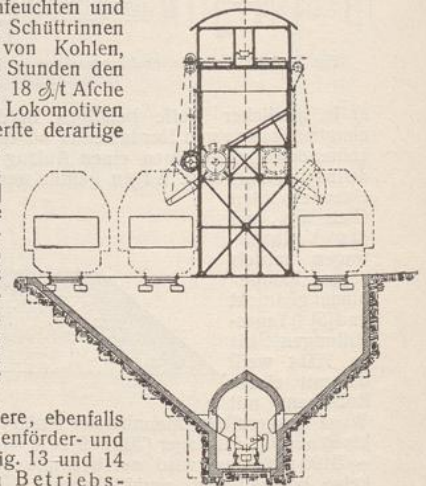 nfeuchten und
Schüttrinnen
von Kohlen,
Stunden den
18 ₰/t Asche
Lokomotiven
erste derartige
ere, ebenfalls
enförder- und
ig. 13 und 14
Betriebs-